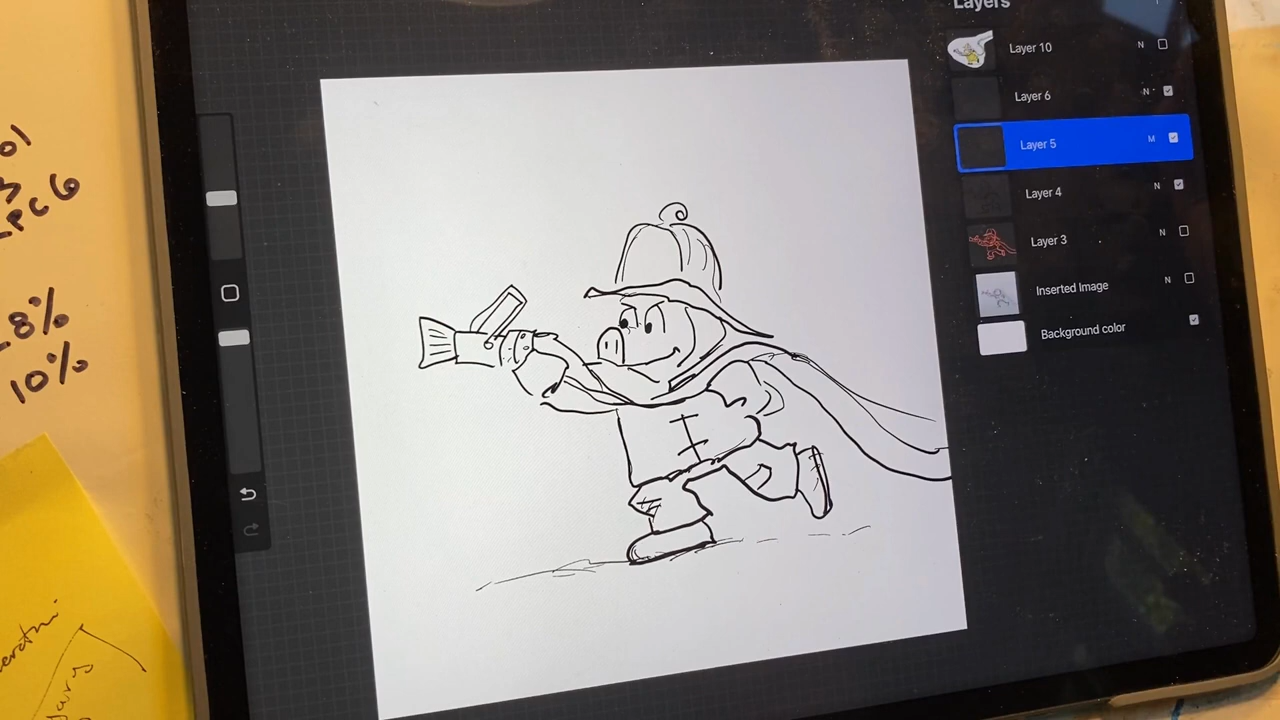 Layers
Layer 10 N
Layer 6 N
Layer 5 M
Layer 4 N
Layer 3 N
Inserted Image N
Background color
8%
10%